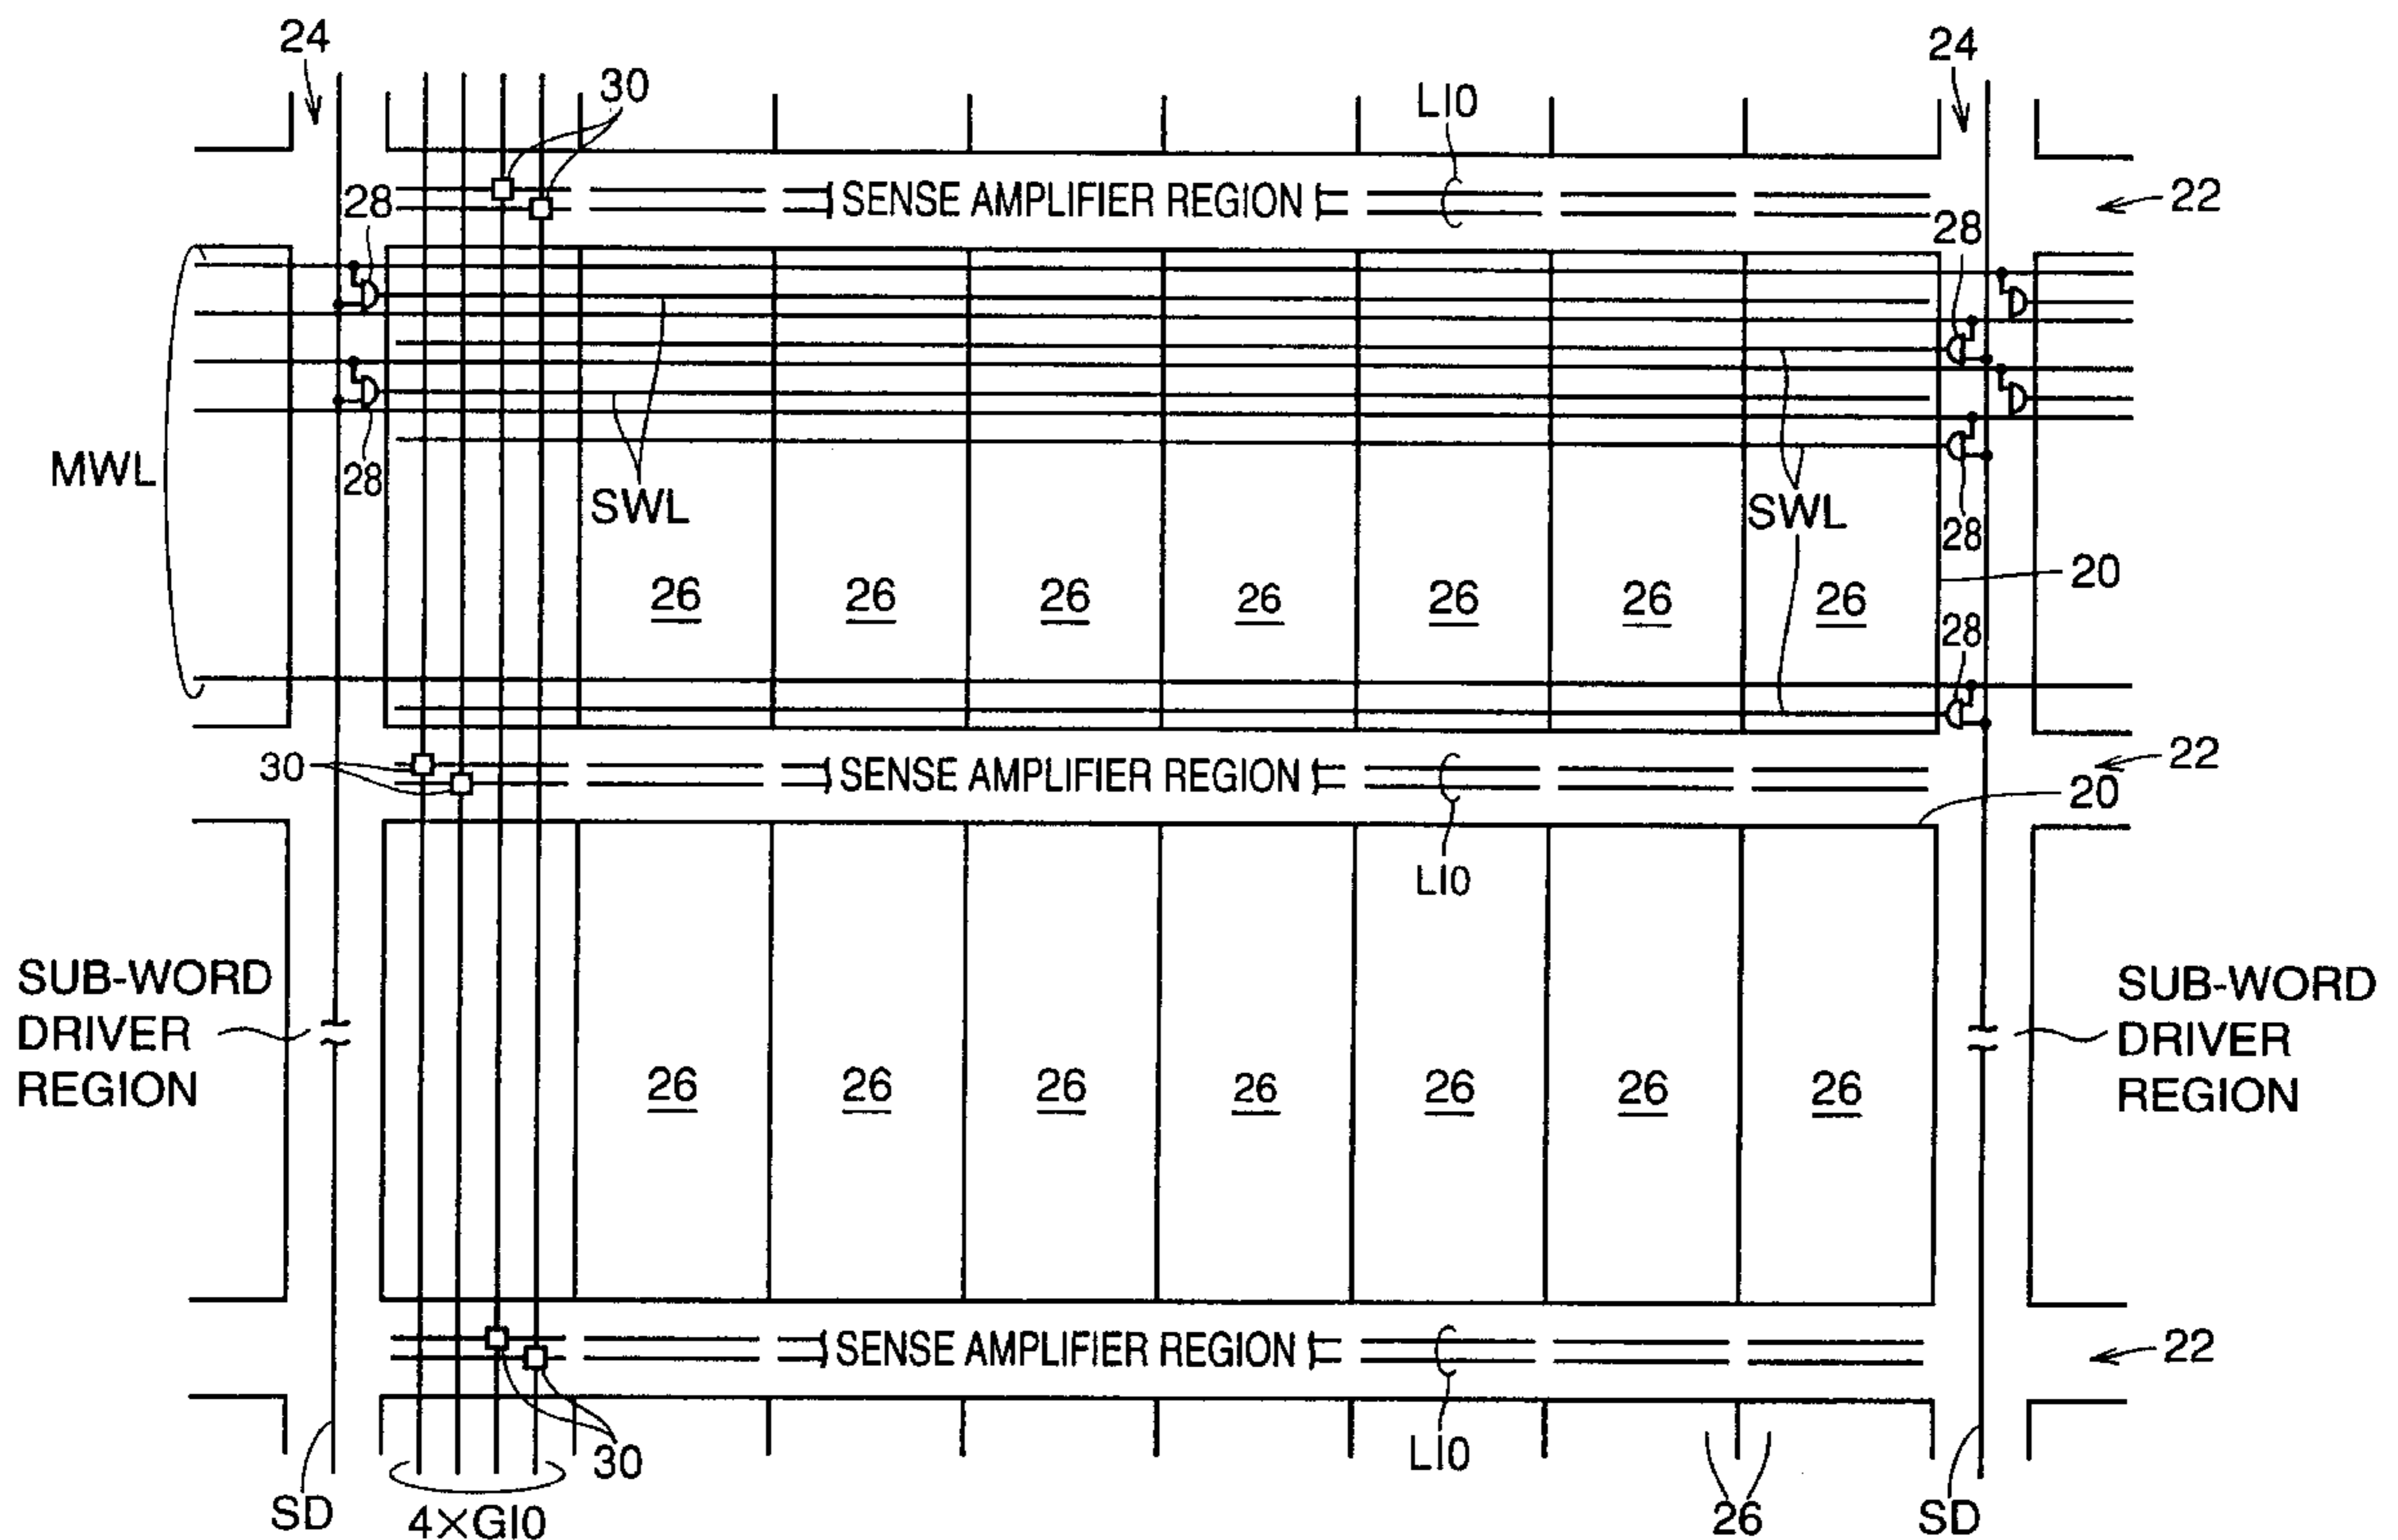 24
24
30
LIO
28
SENSE AMPLIFIER REGION
22
28
28
MWL
28
SWL
SWL
28
20
26 26 26 26 26 26 26
28
30
SENSE AMPLIFIER REGION
22
20
LIO
SUB-WORD
DRIVER
REGION
SUB-WORD
DRIVER
REGION
26 26 26 26 26 26 26
SENSE AMPLIFIER REGION
22
30
LIO
SD
4×GIO
26
SD